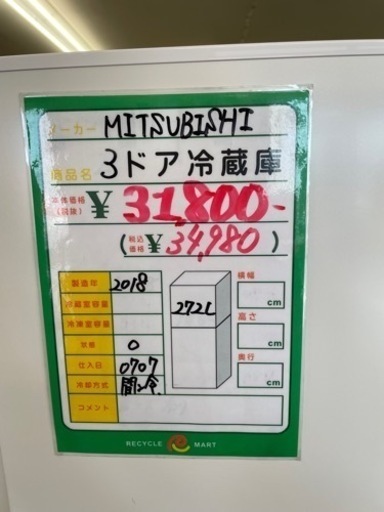 メーカー MITSUBISHI
商品名 3ドア冷蔵庫
本体価格(税抜) ¥31,800-
(税込価格 ¥34,980)
製造年 2018
冷蔵室容量
冷凍室容量
状態 0
仕入日 0707
冷却方式 間冷
コメント
272L
横幅
cm
高さ
cm
奥行
cm
RECYCLE MART